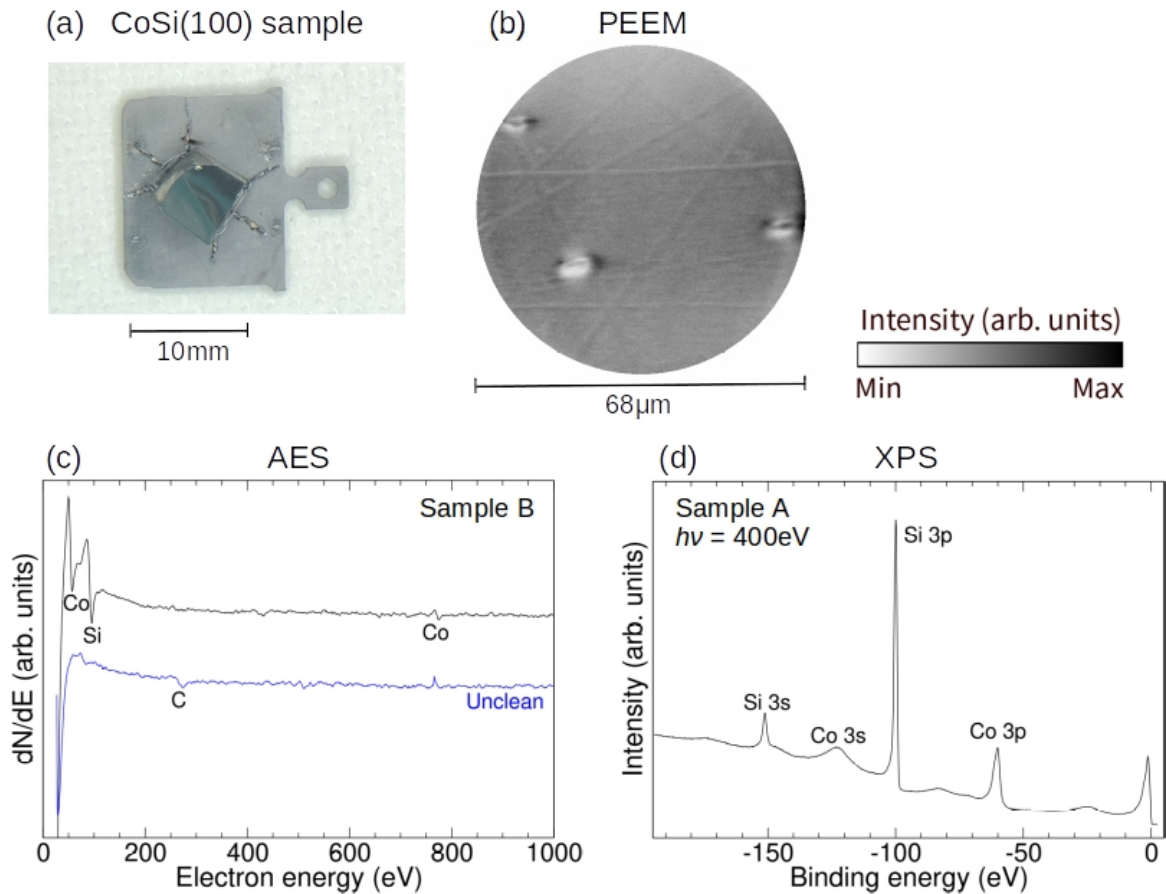 (a) CoSi(100) sample
10mm
(b) PEEM
68μm
Intensity (arb. units)
Min Max
(c) AES
dN/dE (arb. units)
Sample B
Co
Si
Co
C
Unclean
0 200 400 600 800 1000
Electron energy (eV)
(d) XPS
Intensity (arb. units)
Sample A
hν = 400eV
Si 3p
Si 3s
Co 3s
Co 3p
-150 -100 -50 0
Binding energy (eV)